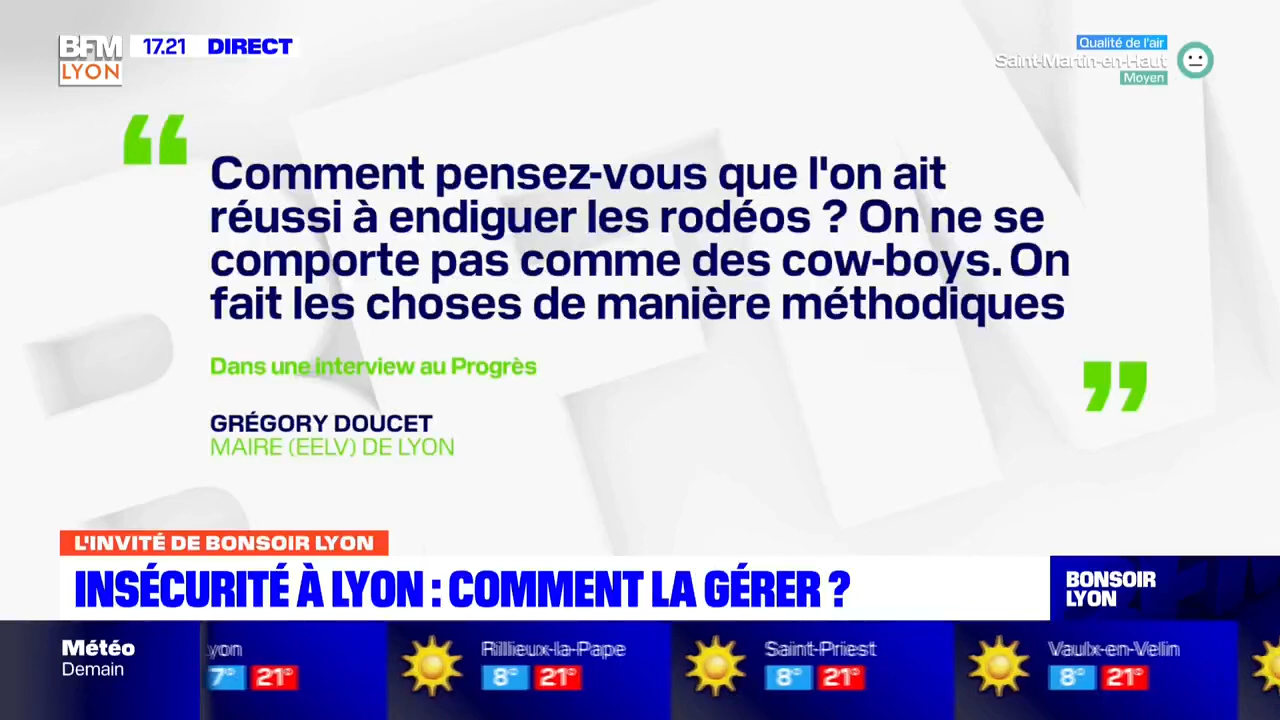 BFM
LYON
17.21 DIRECT
Qualité de l'air
Saint-Martin-en-Haut
Moyen
“
Comment pensez-vous que l'on ait
réussi à endiguer les rodéos ? On ne se
comporte pas comme des cow-boys. On
fait les choses de manière méthodiques
”
Dans une interview au Progrès
GRÉGORY DOUCET
MAIRE (EELV) DE LYON
L'INVITÉ DE BONSOIR LYON
INSÉCURITÉ À LYON : COMMENT LA GÉRER ?
BONSOIR
LYON
Météo
Demain
yon
7° 21°
Rillieux-la-Pape
8° 21°
Saint-Priest
8° 21°
Vaulx-en-Velin
8° 21°